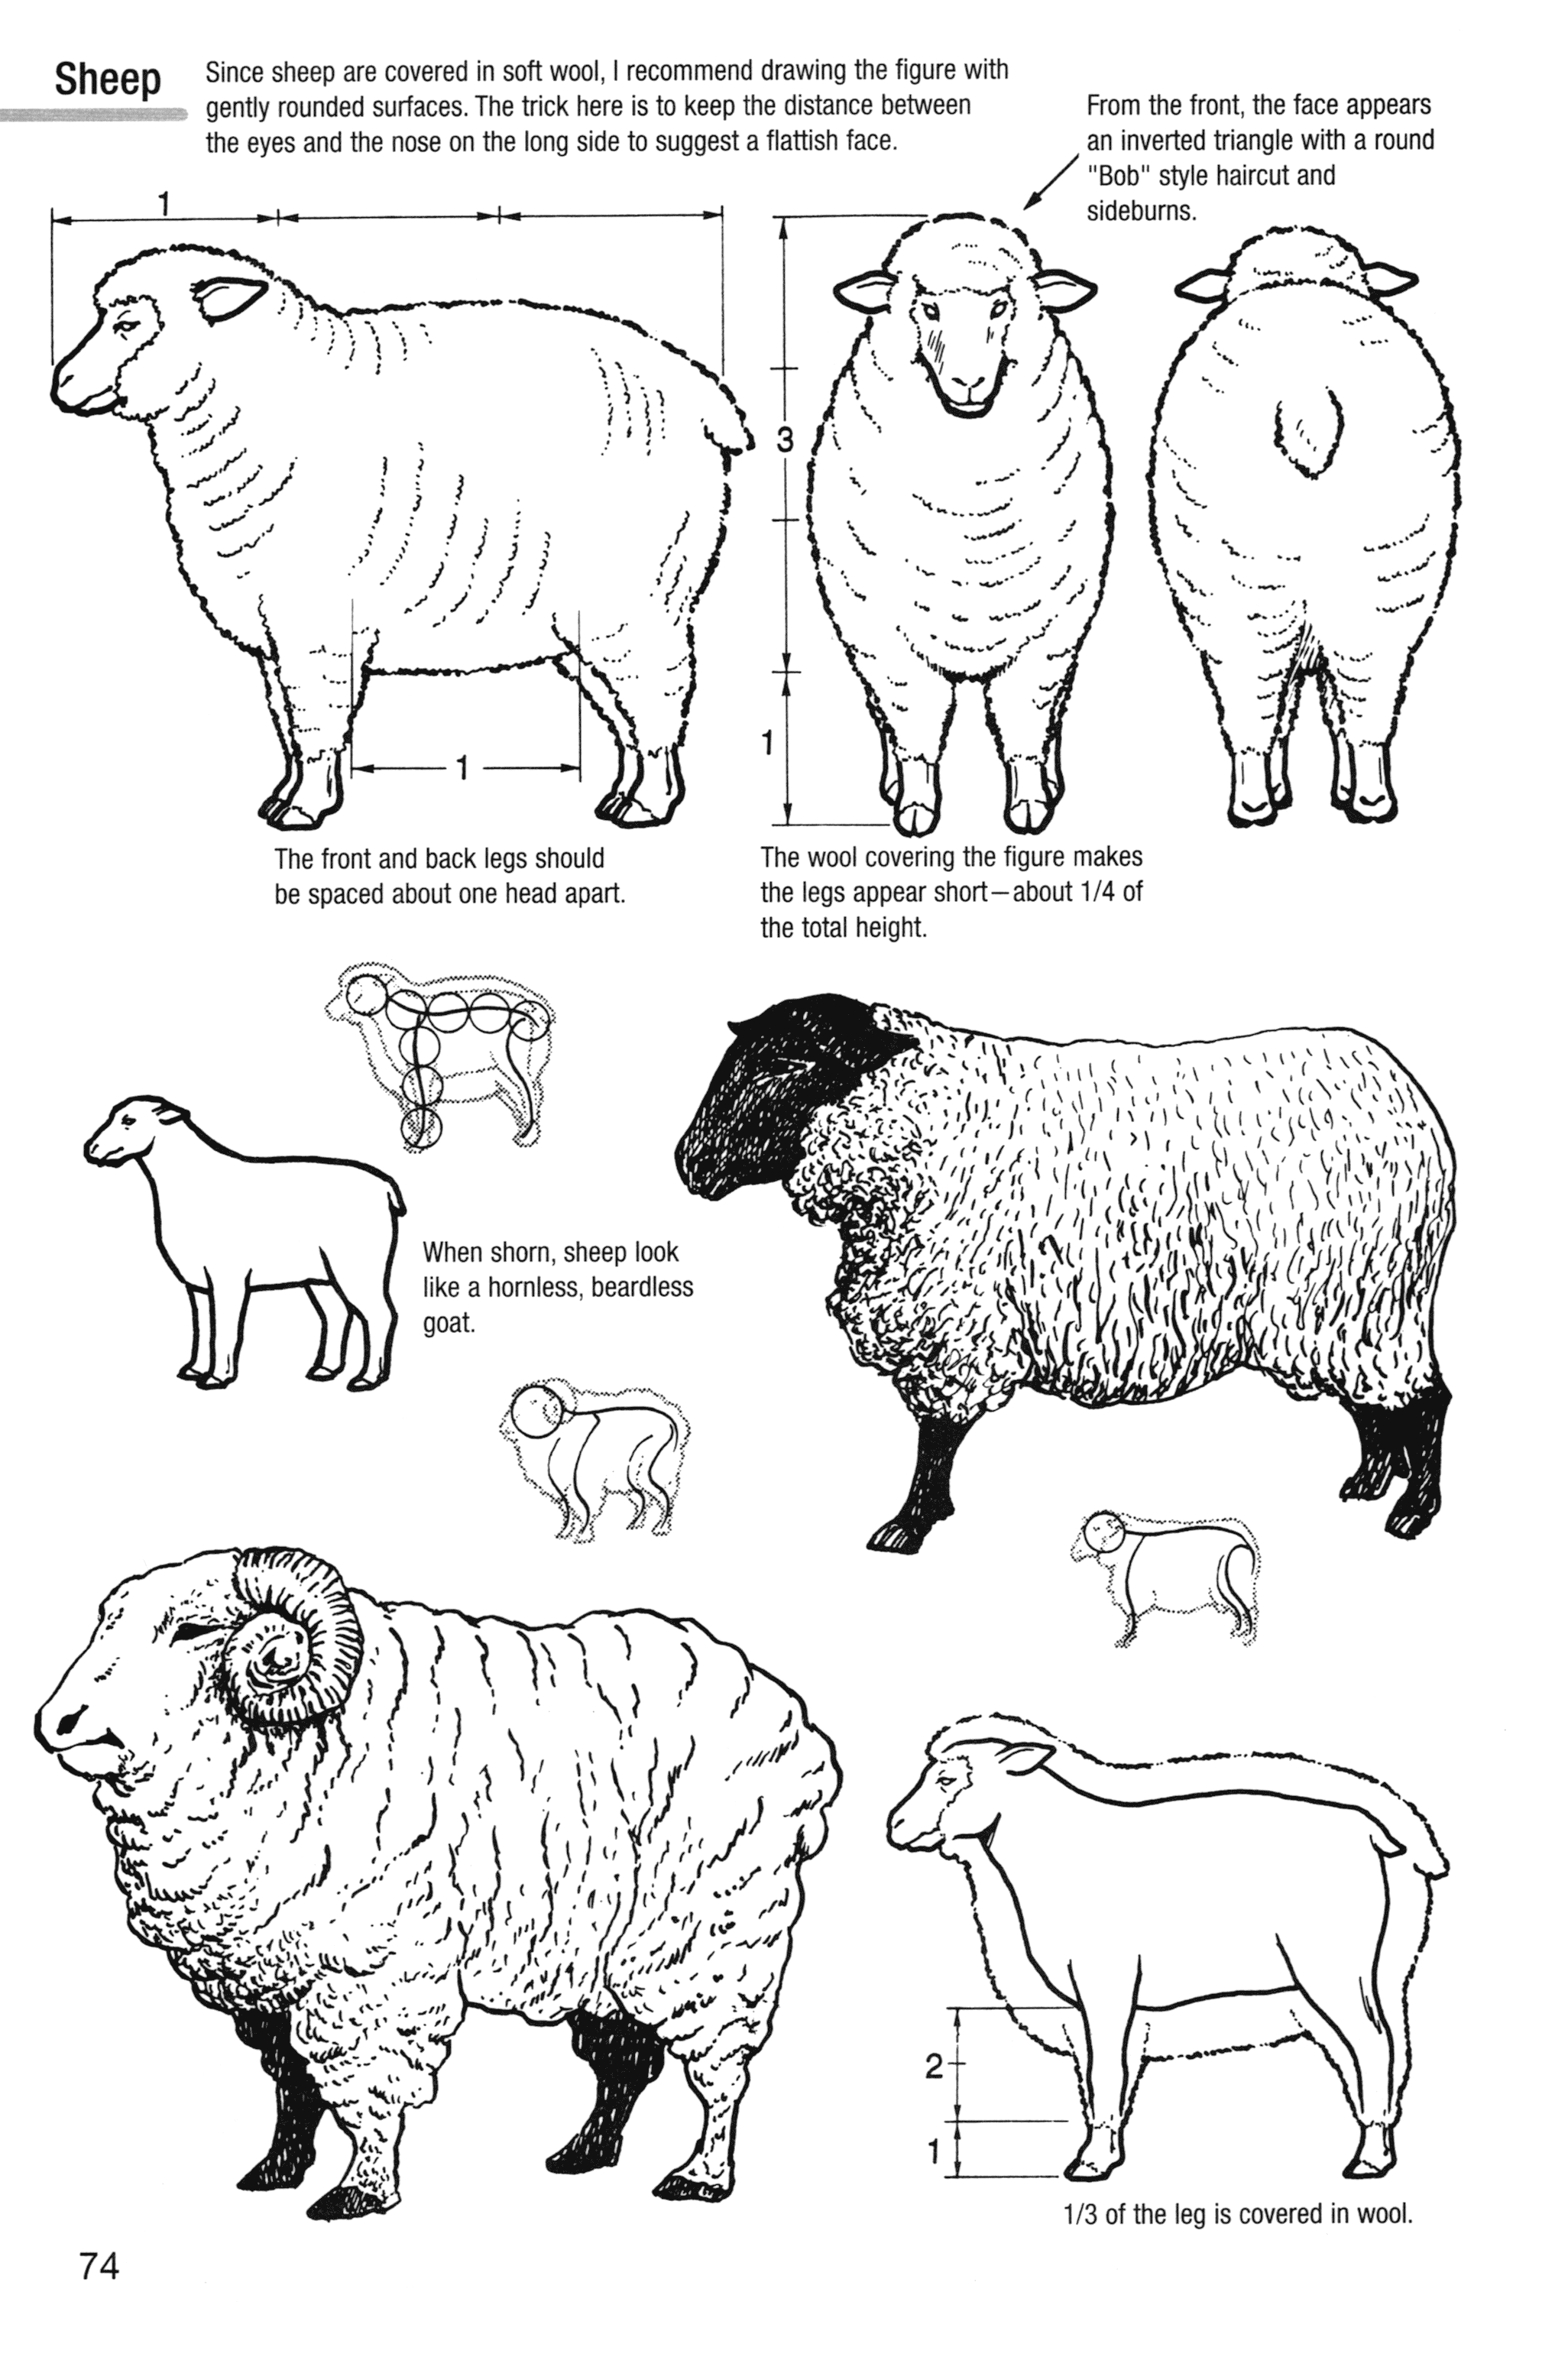 Sheep
Since sheep are covered in soft wool, I recommend drawing the figure with
gently rounded surfaces. The trick here is to keep the distance between
the eyes and the nose on the long side to suggest a flattish face.
From the front, the face appears
an inverted triangle with a round
"Bob" style haircut and
sideburns.
1
3
1
1
The front and back legs should
be spaced about one head apart.
The wool covering the figure makes
the legs appear short—about 1/4 of
the total height.
When shorn, sheep look
like a hornless, beardless
goat.
2
1
1/3 of the leg is covered in wool.
74